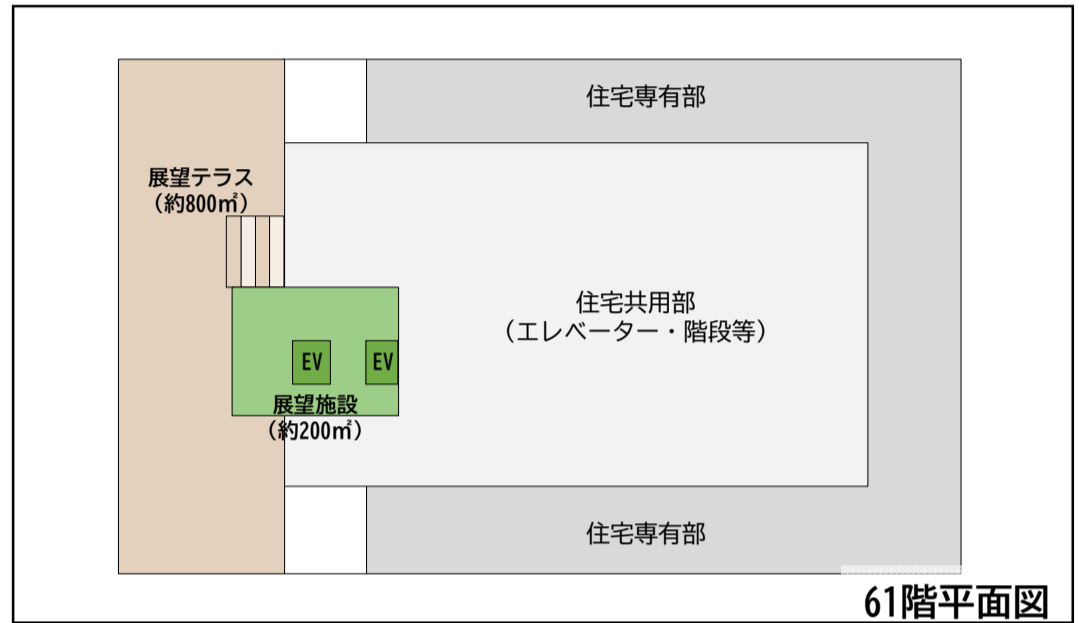 住宅専有部
展望テラス
（約800㎡）
住宅共用部
（エレベーター・階段等）
EV
EV
展望施設
（約200㎡）
住宅専有部
61階平面図